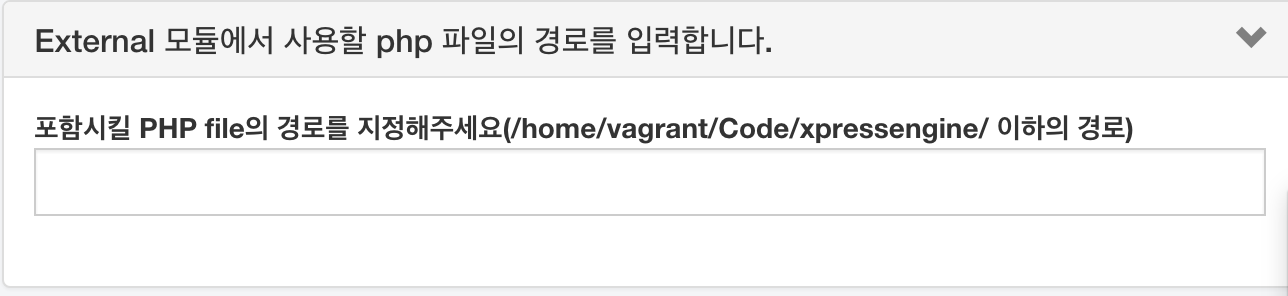 External 모듈에서 사용할 php 파일의 경로를 입력합니다.
포함시킬 PHP file의 경로를 지정해주세요(/home/vagrant/Code/xpressengine/ 이하의 경로)